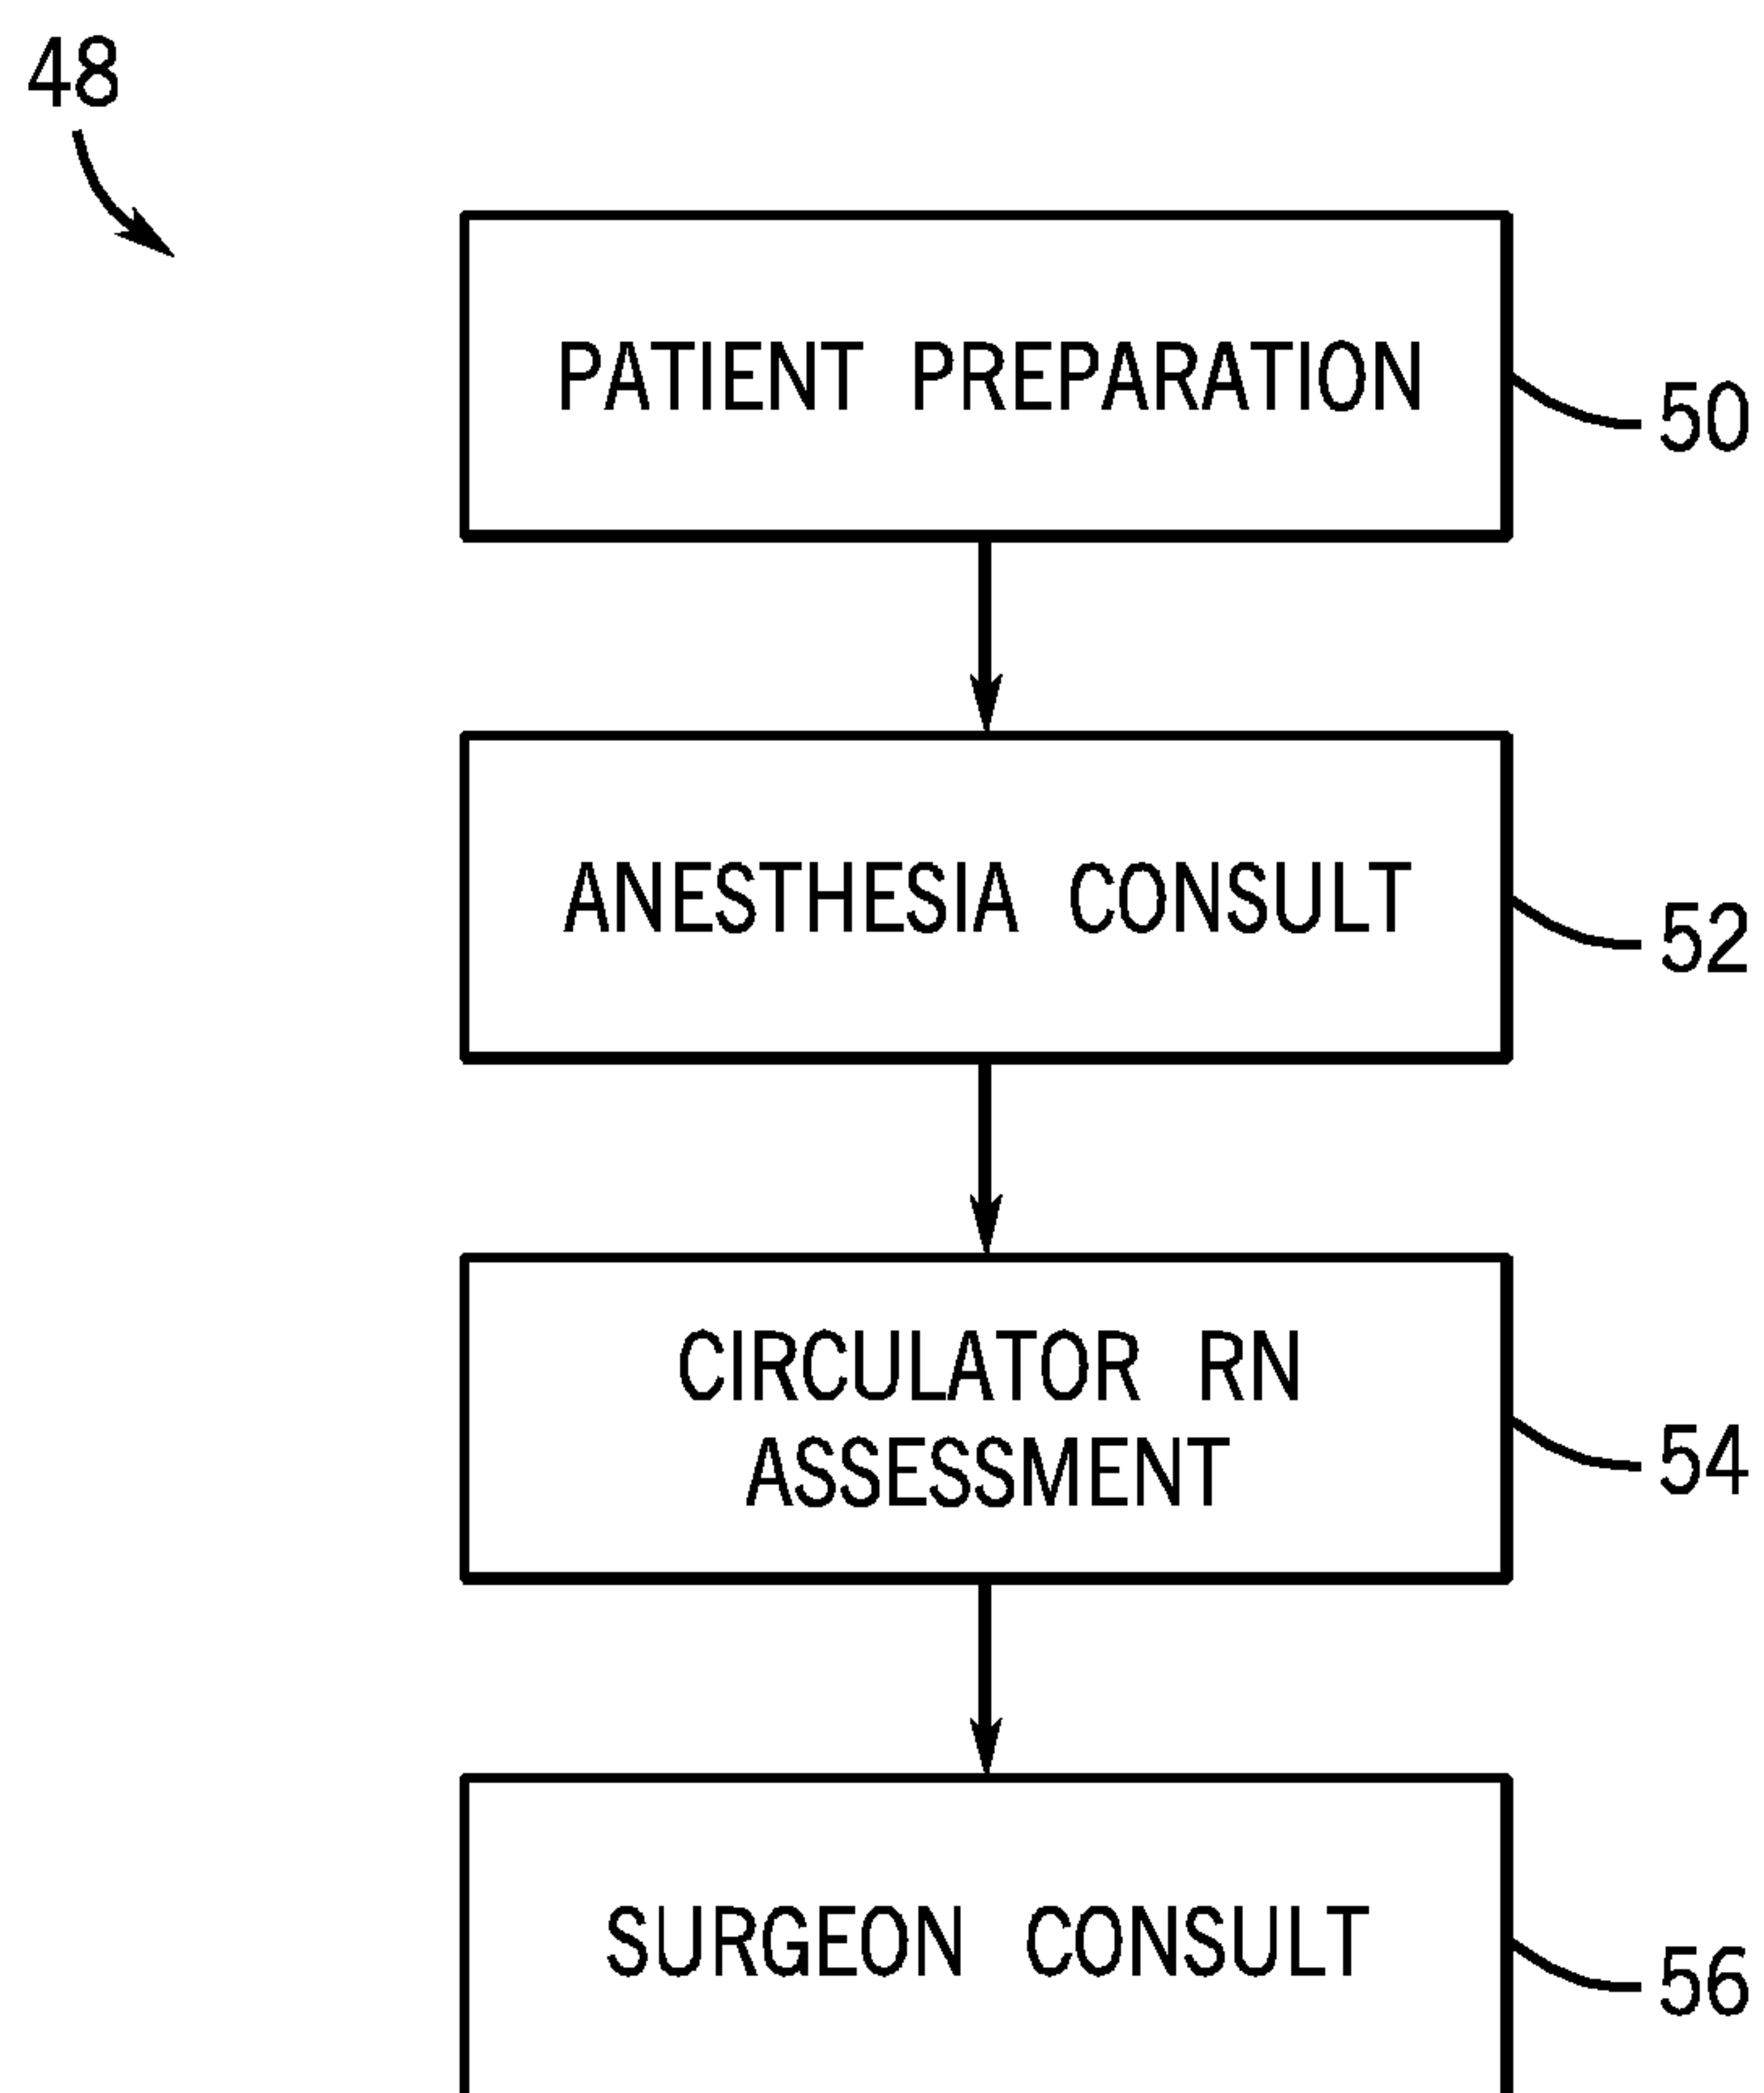 48
PATIENT PREPARATION
50
ANESTHESIA CONSULT
52
CIRCULATOR RN
ASSESSMENT
54
SURGEON CONSULT
56